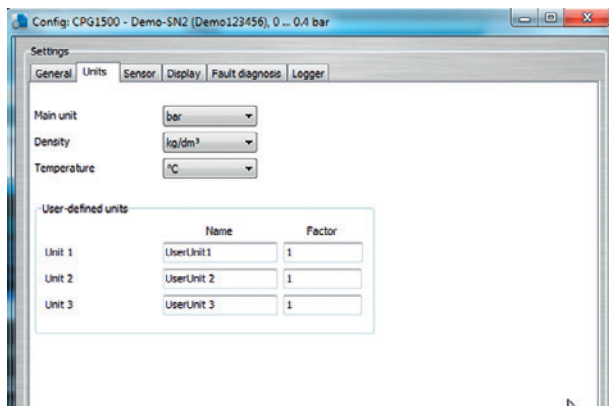 Config: CPG1500 - Demo-SN2 (Demo123456), 0 ... 0.4 bar
Settings
General Units Sensor Display Fault diagnosis Logger
Main unit bar
Density kg/dm³
Temperature °C
User-defined units
Name Factor
Unit 1 UserUnit1 1
Unit 2 UserUnit 2 1
Unit 3 UserUnit 3 1